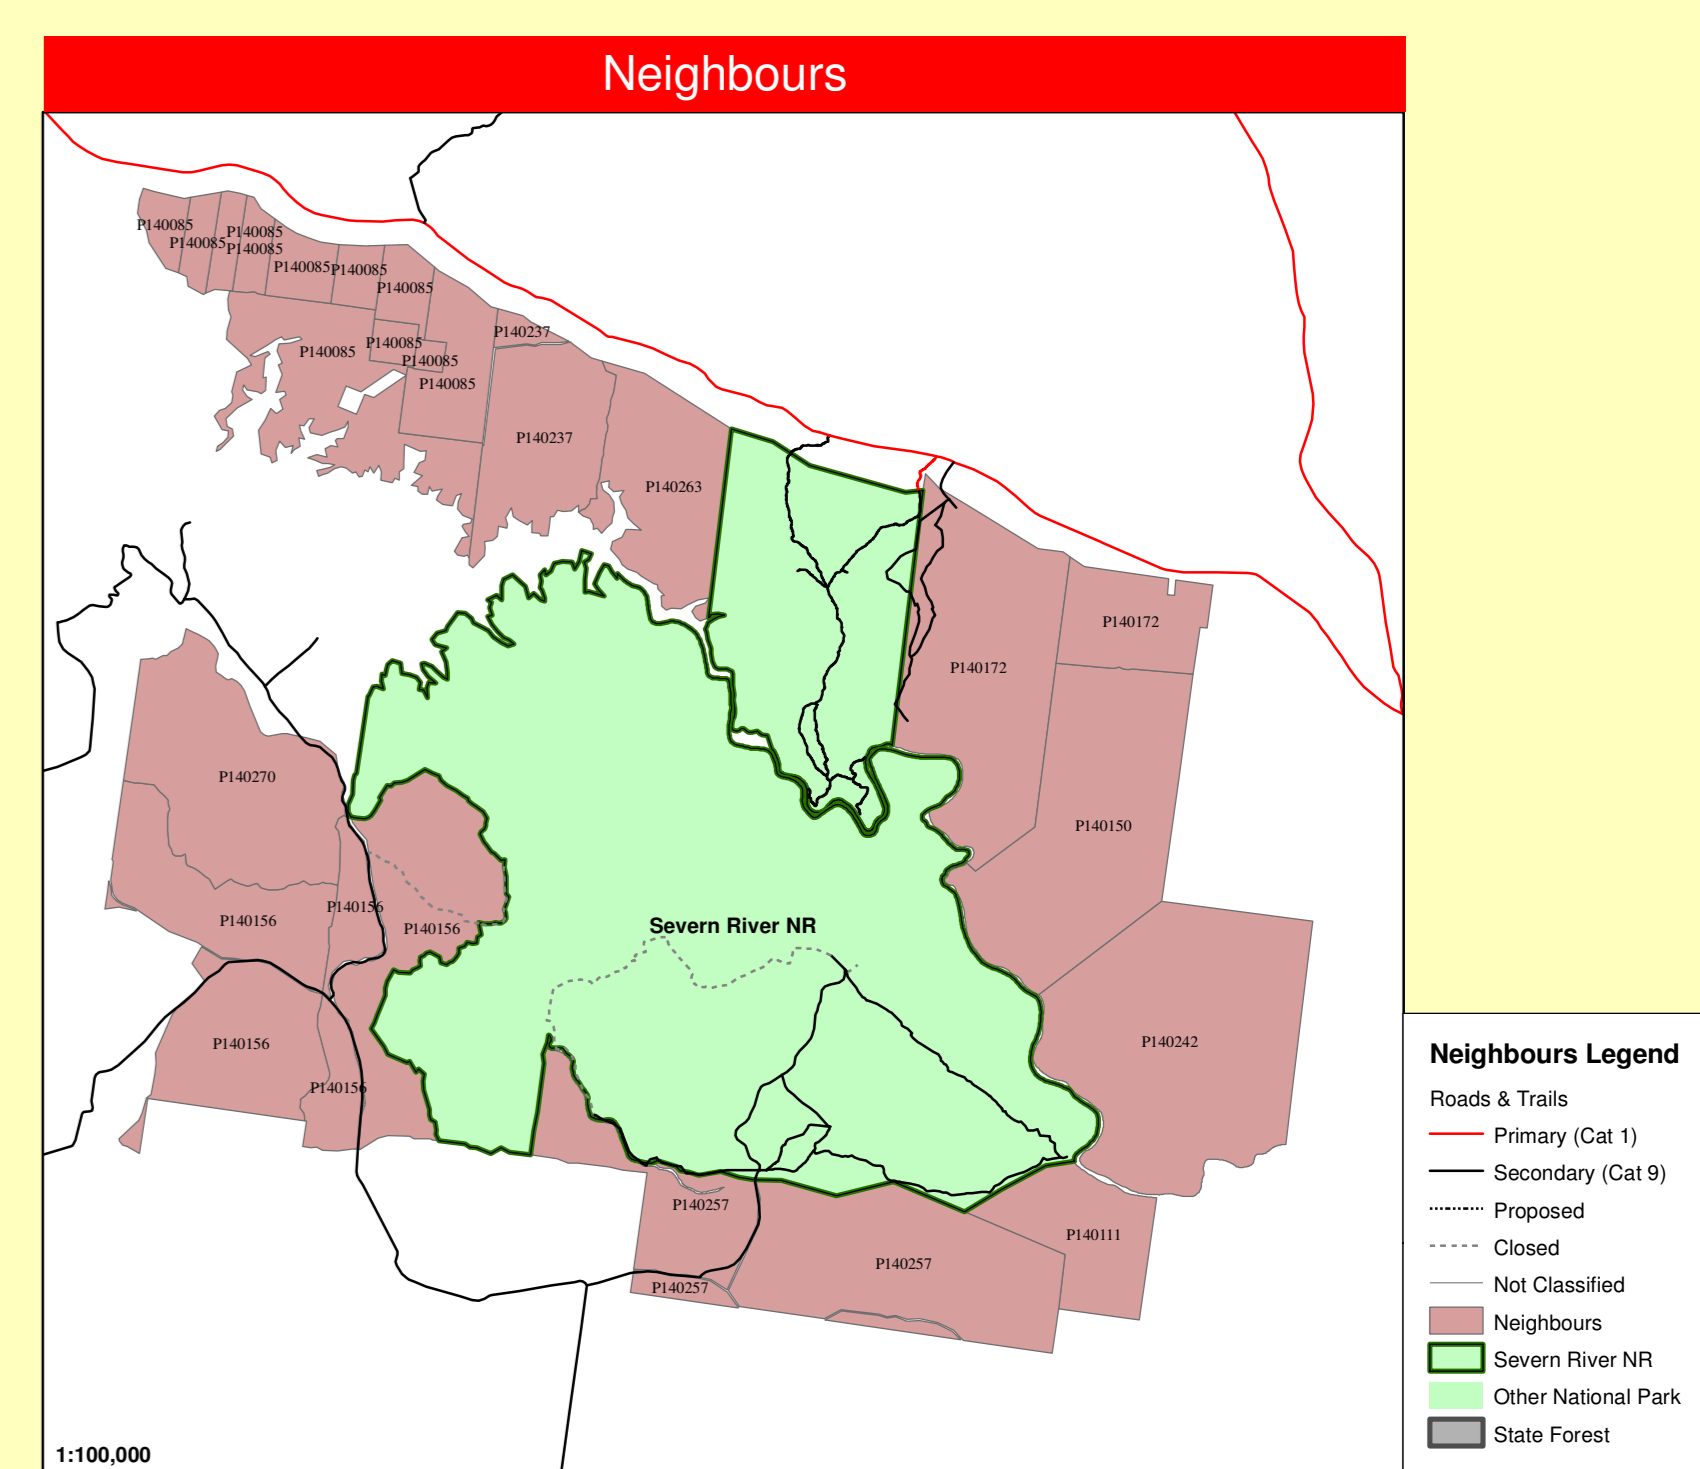 Neighbours
P140085
P140085
P140085
P140085
P140085
P140085
P140085
P140237
P140085
P140085
P140085
P140085
P140237
P140263
P140172
P140172
P140270
P140150
P140156
P140156
P140156
Severn River NR
P140156
P140242
P140156
P140257
P140111
P140257
P140257
1:100,000
Neighbours Legend
Roads & Trails
Primary (Cat 1)
Secondary (Cat 9)
Proposed
Closed
Not Classified
Neighbours
Severn River NR
Other National Park
State Forest